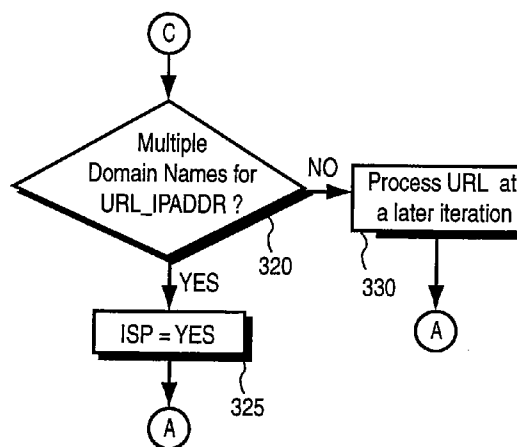 C
Multiple
Domain Names for
URL_IPADDR ?
NO
Process URL at
a later iteration
320
330
YES
ISP = YES
325
A
A